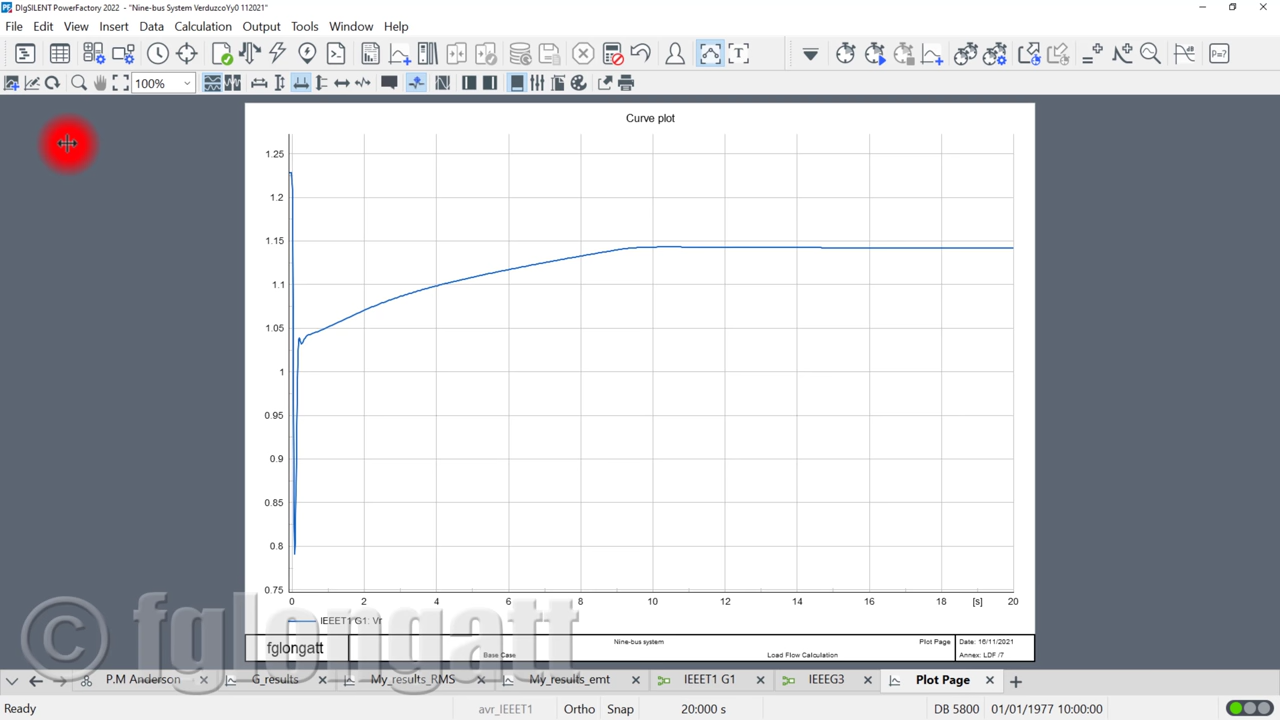 DIgSILENT PowerFactory 2022 - "Nine-bus System VerduzcoYy0 112021"
File Edit View Insert Data Calculation Output Tools Window Help
T P=?
100%
Curve plot
1.25
1.2
1.15
1.1
1.05
1
0.95
0.9
0.85
0.8
0.75
0 2 4 6 8 10 12 14 16 18 [s] 20
IEEET1 G1: Vr
fglongatt Nine-bus system Plot Page Date: 16/11/2021
Base Case Load Flow Calculation Annex: LDF /7
© fglongatt
P.M Anderson G_results My_results_RMS My_results_emt IEEET1 G1 IEEEG3 Plot Page
Ready avr_IEEET1 Ortho Snap 20:000 s DB 5800 01/01/1977 10:00:00